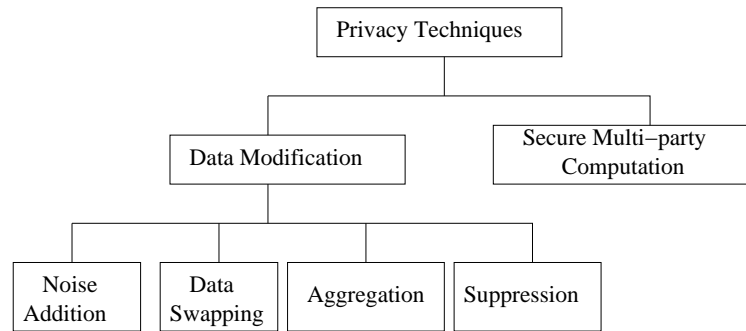 Privacy Techniques
Data Modification
Secure Multi−party
Computation
Noise
Addition
Data
Swapping
Aggregation
Suppression